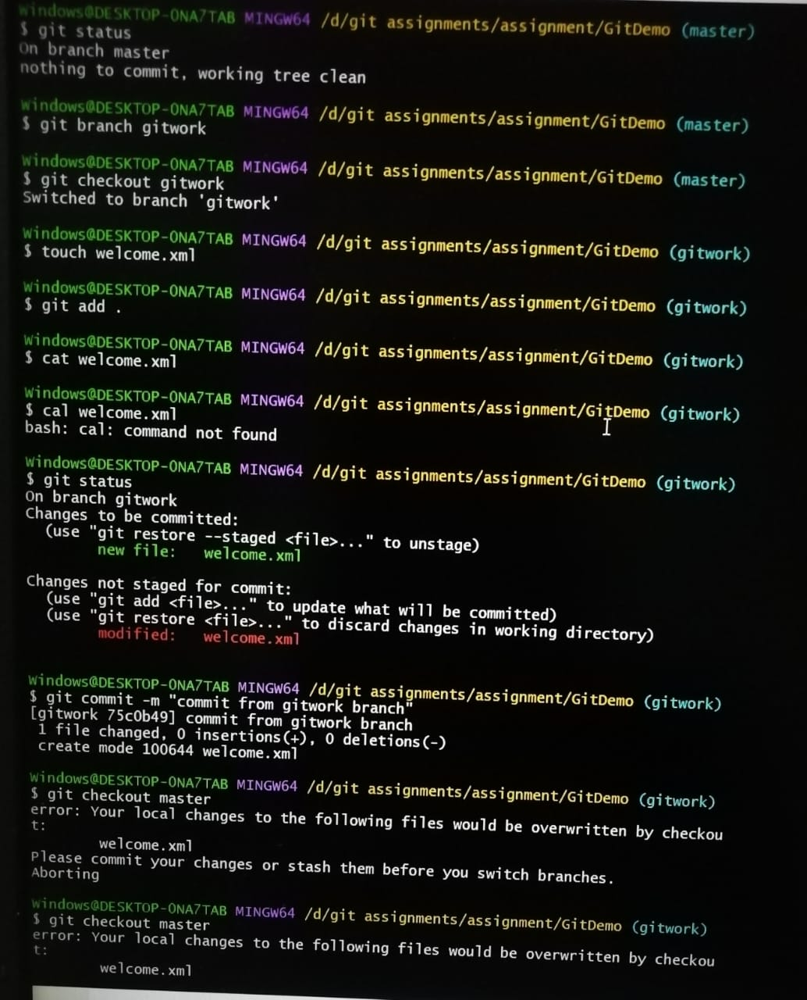 Windows@DESKTOP-0NA7TAB MINGW64 /d/git assignments/assignment/GitDemo (master)
$ git status
On branch master
nothing to commit, working tree clean
Windows@DESKTOP-0NA7TAB MINGW64 /d/git assignments/assignment/GitDemo (master)
$ git branch gitwork
Windows@DESKTOP-0NA7TAB MINGW64 /d/git assignments/assignment/GitDemo (master)
$ git checkout gitwork
Switched to branch 'gitwork'
Windows@DESKTOP-0NA7TAB MINGW64 /d/git assignments/assignment/GitDemo (gitwork)
$ touch welcome.xml
Windows@DESKTOP-0NA7TAB MINGW64 /d/git assignments/assignment/GitDemo (gitwork)
$ git add .
Windows@DESKTOP-0NA7TAB MINGW64 /d/git assignments/assignment/GitDemo (gitwork)
$ cat welcome.xml
Windows@DESKTOP-0NA7TAB MINGW64 /d/git assignments/assignment/GitDemo (gitwork)
$ cal welcome.xml
bash: cal: command not found
Windows@DESKTOP-0NA7TAB MINGW64 /d/git assignments/assignment/GitDemo (gitwork)
$ git status
On branch gitwork
Changes to be committed:
  (use "git restore --staged <file>..." to unstage)
        new file:   welcome.xml
Changes not staged for commit:
  (use "git add <file>..." to update what will be committed)
  (use "git restore <file>..." to discard changes in working directory)
        modified:   welcome.xml
Windows@DESKTOP-0NA7TAB MINGW64 /d/git assignments/assignment/GitDemo (gitwork)
$ git commit -m "commit from gitwork branch"
[gitwork 75c0b49] commit from gitwork branch
 1 file changed, 0 insertions(+), 0 deletions(-)
 create mode 100644 welcome.xml
Windows@DESKTOP-0NA7TAB MINGW64 /d/git assignments/assignment/GitDemo (gitwork)
$ git checkout master
error: Your local changes to the following files would be overwritten by checkou
t:
        welcome.xml
Please commit your changes or stash them before you switch branches.
Aborting
Windows@DESKTOP-0NA7TAB MINGW64 /d/git assignments/assignment/GitDemo (gitwork)
$ git checkout master
error: Your local changes to the following files would be overwritten by checkou
t:
        welcome.xml